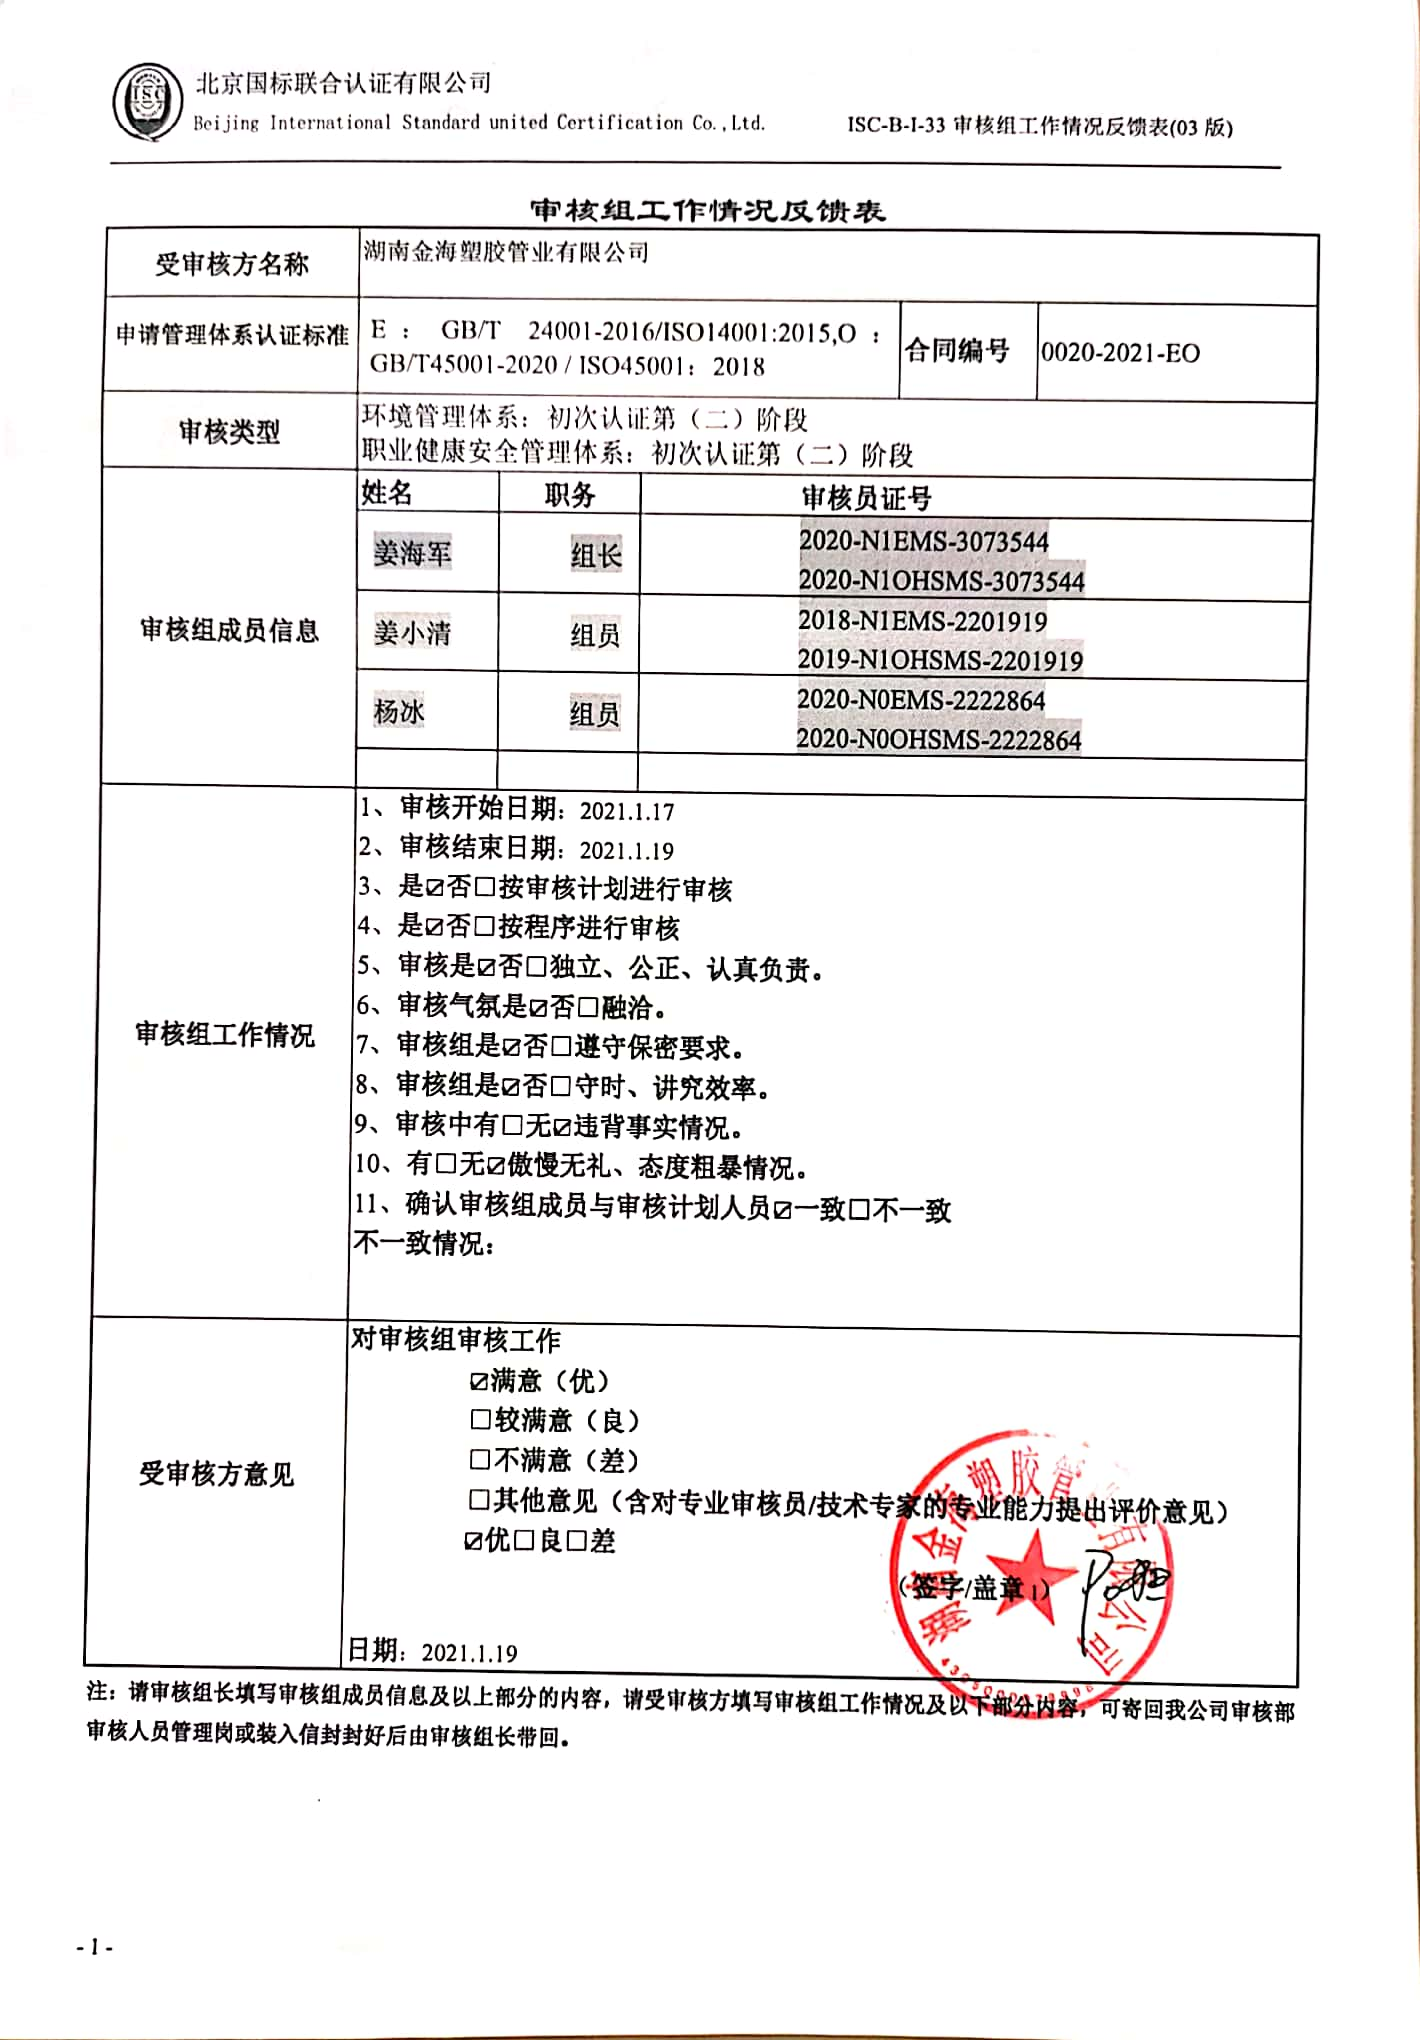 北京国标联合认证有限公司
Beijing International Standard united Certification Co.,Ltd.
ISC-B-I-33 审核组工作情况反馈表(03 版)
ISC
审核组工作情况反馈表
受审核方名称
湖南金海塑胶管业有限公司
申请管理体系认证标准
E : GB/T 24001-2016/ISO14001:2015,O :
GB/T45001-2020 / ISO45001: 2018
合同编号
0020-2021-EO
审核类型
环境管理体系：初次认证第（二）阶段
职业健康安全管理体系：初次认证第（二）阶段
审核组成员信息
姓名 职务 审核员证号
姜海军 组长 2020-N1EMS-3073544
2020-N1OHSMS-3073544
姜小清 组员 2018-N1EMS-2201919
2019-N1OHSMS-2201919
杨冰 组员 2020-N0EMS-2222864
2020-N0OHSMS-2222864
审核组工作情况
1、审核开始日期：2021.1.17
2、审核结束日期：2021.1.19
3、是☑否□按审核计划进行审核
4、是☑否□按程序进行审核
5、审核是☑否□独立、公正、认真负责。
6、审核气氛是☑否□融洽。
7、审核组是☑否□遵守保密要求。
8、审核组是☑否□守时、讲究效率。
9、审核中有□无☑违背事实情况。
10、有□无☑傲慢无礼、态度粗暴情况。
11、确认审核组成员与审核计划人员☑一致□不一致
不一致情况：
受审核方意见
对审核组审核工作
☑满意（优）
□较满意（良）
□不满意（差）
□其他意见（含对专业审核员/技术专家的专业能力提出评价意见）
☑优□良□差
（签字/盖章）
日期：2021.1.19
注：请审核组长填写审核组成员信息及以上部分的内容，请受审核方填写审核组工作情况及以下部分内容，可寄回我公司审核部
审核人员管理岗或装入信封封好后由审核组长带回。
- 1 -